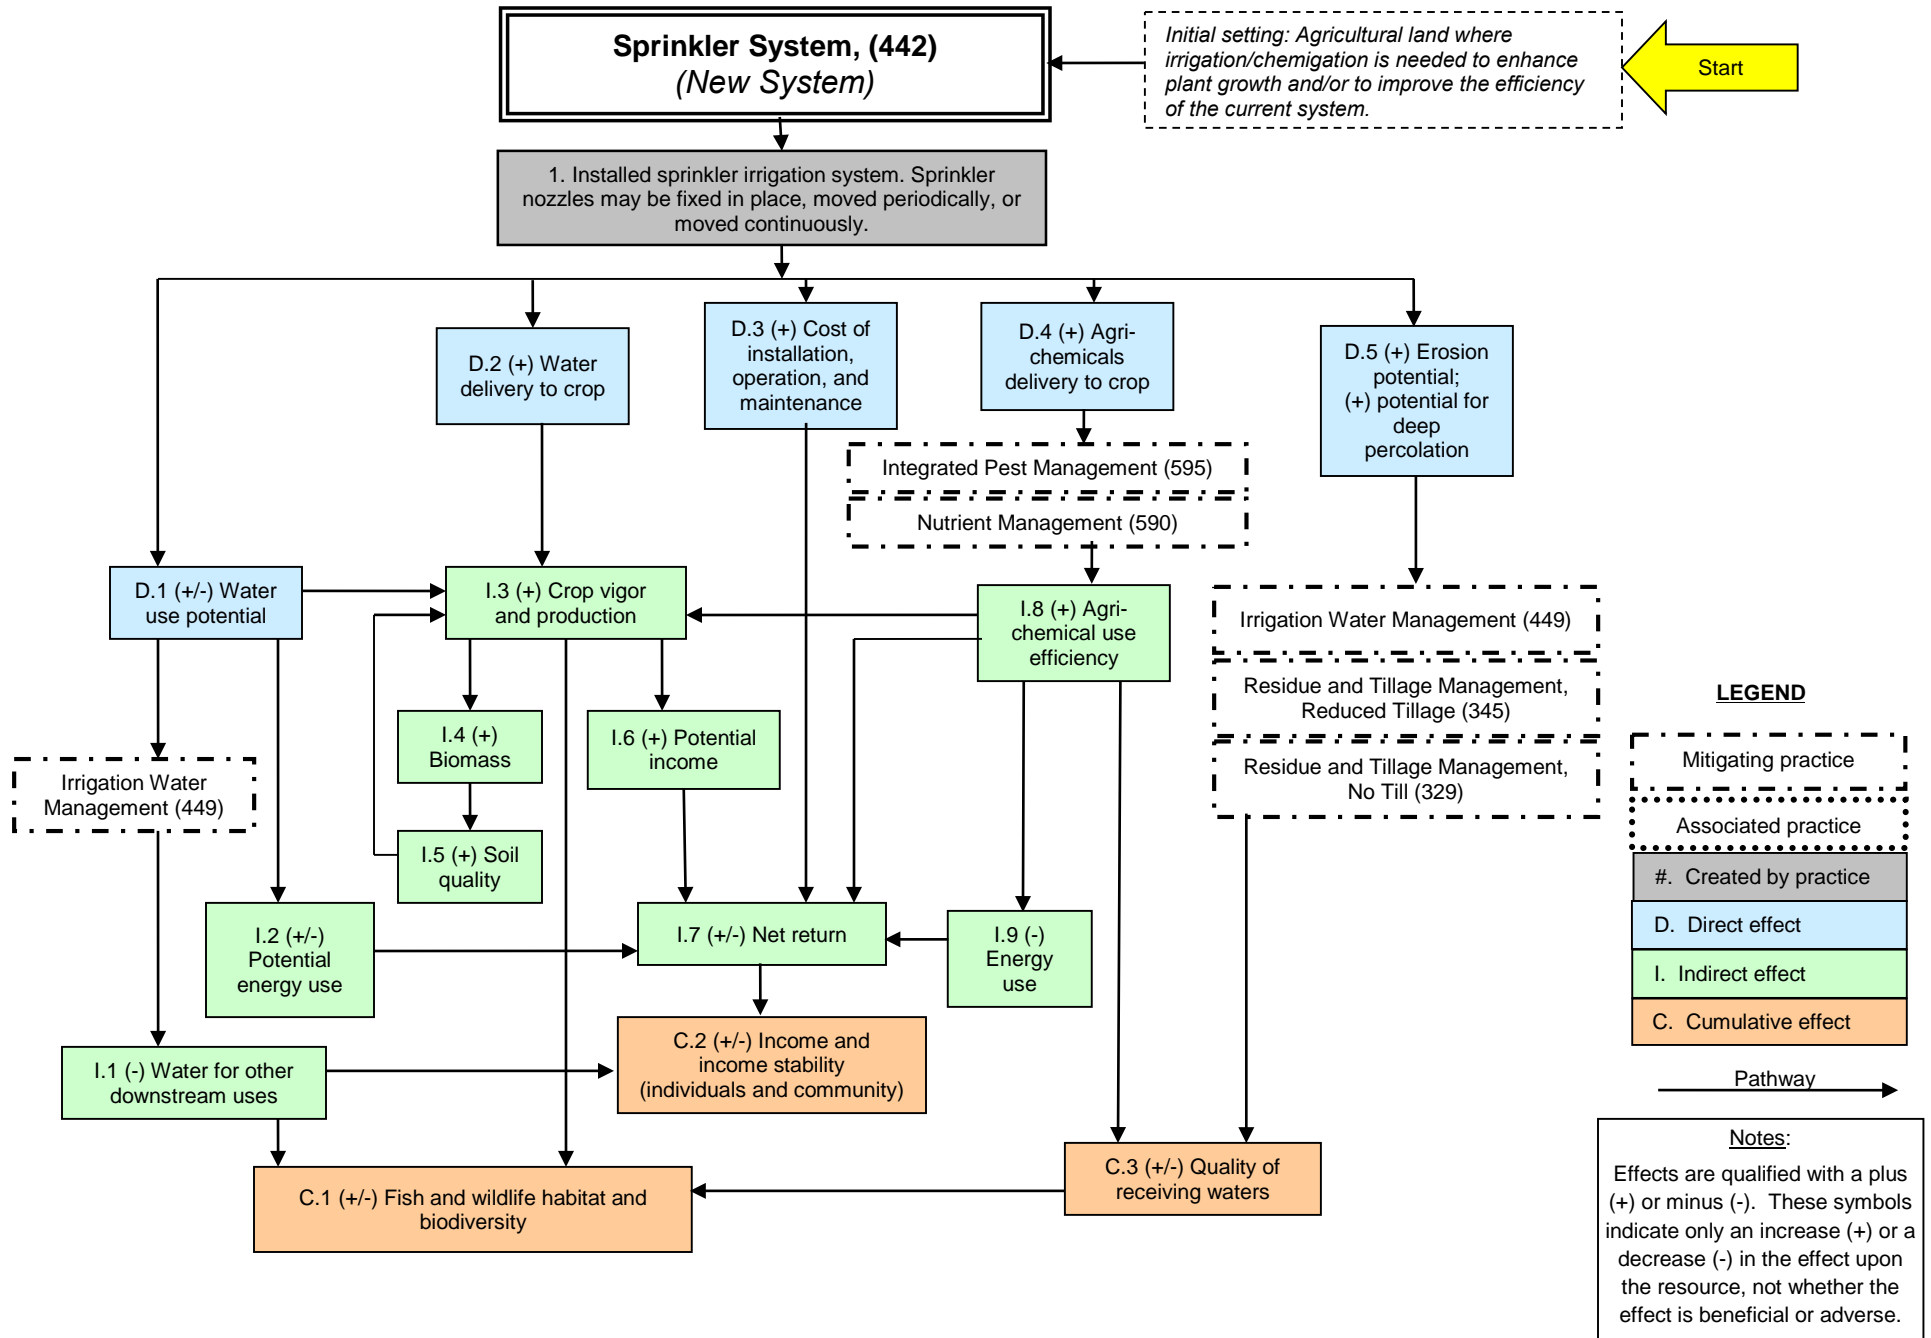 Sprinkler System, (442)
(New System)
Initial setting: Agricultural land where
irrigation/chemigation is needed to enhance
plant growth and/or to improve the efficiency
of the current system.
Start
1. Installed sprinkler irrigation system. Sprinkler
nozzles may be fixed in place, moved periodically, or
moved continuously.
D.2 (+) Water
delivery to crop
D.3 (+) Cost of
installation,
operation, and
maintenance
D.4 (+) Agri-
chemicals
delivery to crop
D.5 (+) Erosion
potential;
(+) potential for
deep
percolation
Integrated Pest Management (595)
Nutrient Management (590)
D.1 (+/-) Water
use potential
I.3 (+) Crop vigor
and production
I.8 (+) Agri-
chemical use
efficiency
Irrigation Water Management (449)
Residue and Tillage Management,
Reduced Tillage (345)
Residue and Tillage Management,
No Till (329)
I.4 (+)
Biomass
I.6 (+) Potential
income
Irrigation Water
Management (449)
I.5 (+) Soil
quality
I.2 (+/-)
Potential
energy use
I.7 (+/-) Net return
I.9 (-)
Energy
use
I.1 (-) Water for other
downstream uses
C.2 (+/-) Income and
income stability
(individuals and community)
C.1 (+/-) Fish and wildlife habitat and
biodiversity
C.3 (+/-) Quality of
receiving waters
LEGEND
Mitigating practice
Associated practice
#. Created by practice
D. Direct effect
I. Indirect effect
C. Cumulative effect
Pathway
Notes:
Effects are qualified with a plus
(+) or minus (-). These symbols
indicate only an increase (+) or a
decrease (-) in the effect upon
the resource, not whether the
effect is beneficial or adverse.